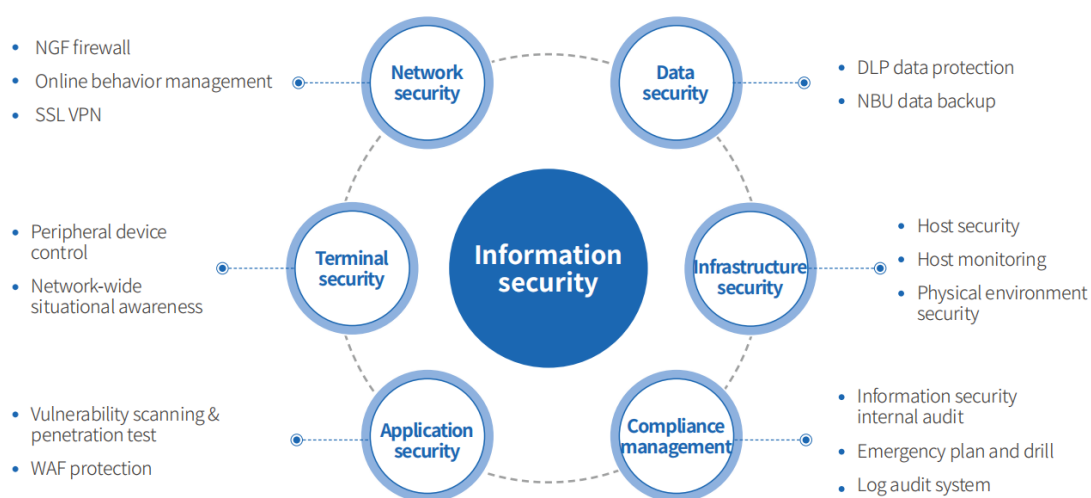 NGF firewall
Online behavior management
SSL VPN
Network
security
Data
security
DLP data protection
NBU data backup
Peripheral device
control
Network-wide
situational awareness
Terminal
security
Information
security
Infrastructure
security
Host security
Host monitoring
Physical environment
security
Vulnerability scanning &
penetration test
WAF protection
Application
security
Compliance
management
Information security
internal audit
Emergency plan and drill
Log audit system